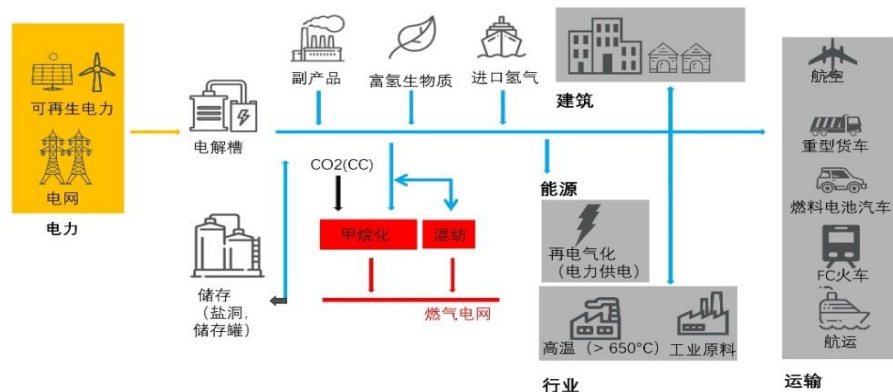 副产品
富氢生物质
进口氢气
建筑
航空
可再生电力
电解槽
重型货车
电网
CO2(CC)
能源
燃料电池汽车
电力
甲烷化
混纺
再电气化
（电力供电）
FC火车
储存
（盐洞，
储存罐）
燃气电网
高温（> 650°C）
工业原料
航运
行业
运输